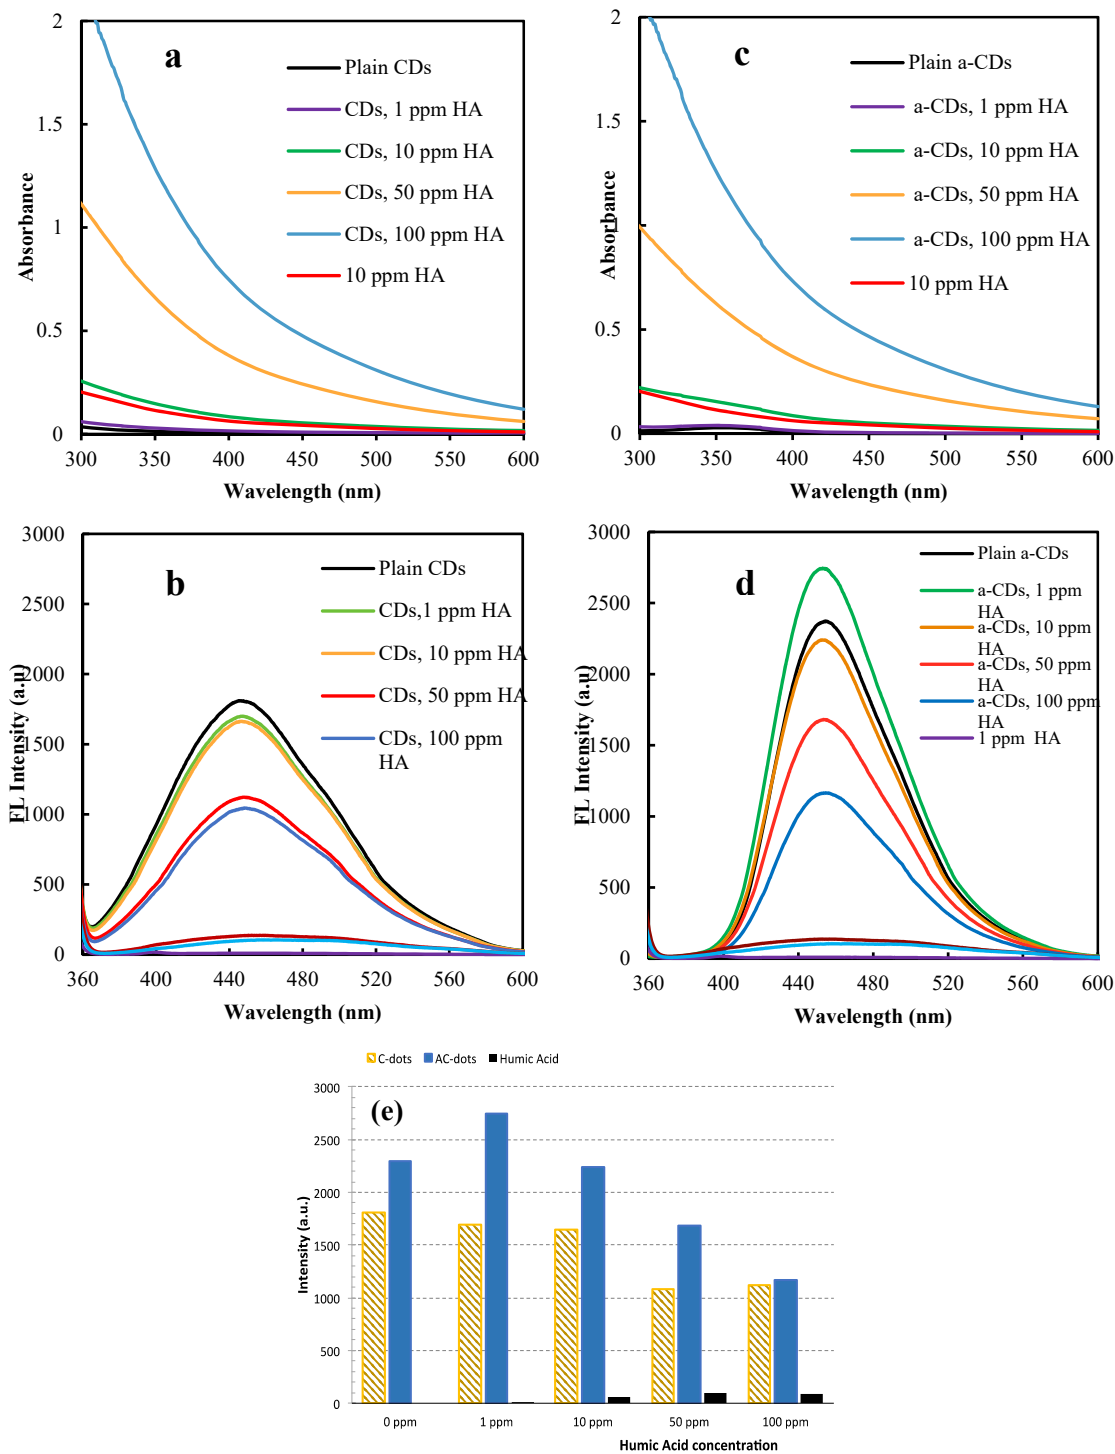 a
Plain CDs
CDs, 1 ppm HA
CDs, 10 ppm HA
CDs, 50 ppm HA
CDs, 100 ppm HA
10 ppm HA
2
1.5
1
0.5
0
Absorbance
300
350
400
450
500
550
600
Wavelength (nm)
c
Plain a-CDs
a-CDs, 1 ppm HA
a-CDs, 10 ppm HA
a-CDs, 50 ppm HA
a-CDs, 100 ppm HA
10 ppm HA
2
1.5
1
0.5
0
Absorbance
300
350
400
450
500
550
600
Wavelength (nm)
b
Plain CDs
CDs,1 ppm HA
CDs, 10 ppm HA
CDs, 50 ppm HA
CDs, 100 ppm
HA
3000
2500
2000
1500
1000
500
0
FL Intensity (a.u)
360
400
440
480
520
560
600
Wavelength (nm)
d
Plain a-CDs
a-CDs, 1 ppm
HA
a-CDs, 10 ppm
HA
a-CDs, 50 ppm
HA
a-CDs, 100 ppm
HA
1 ppm HA
3000
2500
2000
1500
1000
500
0
FL Intensity (a.u)
360
400
440
480
520
560
600
Wavelength (nm)
C-dots
AC-dots
Humic Acid
(e)
3000
2500
2000
1500
1000
500
0
Intensity (a.u.)
0 ppm
1 ppm
10 ppm
50 ppm
100 ppm
Humic Acid concentration